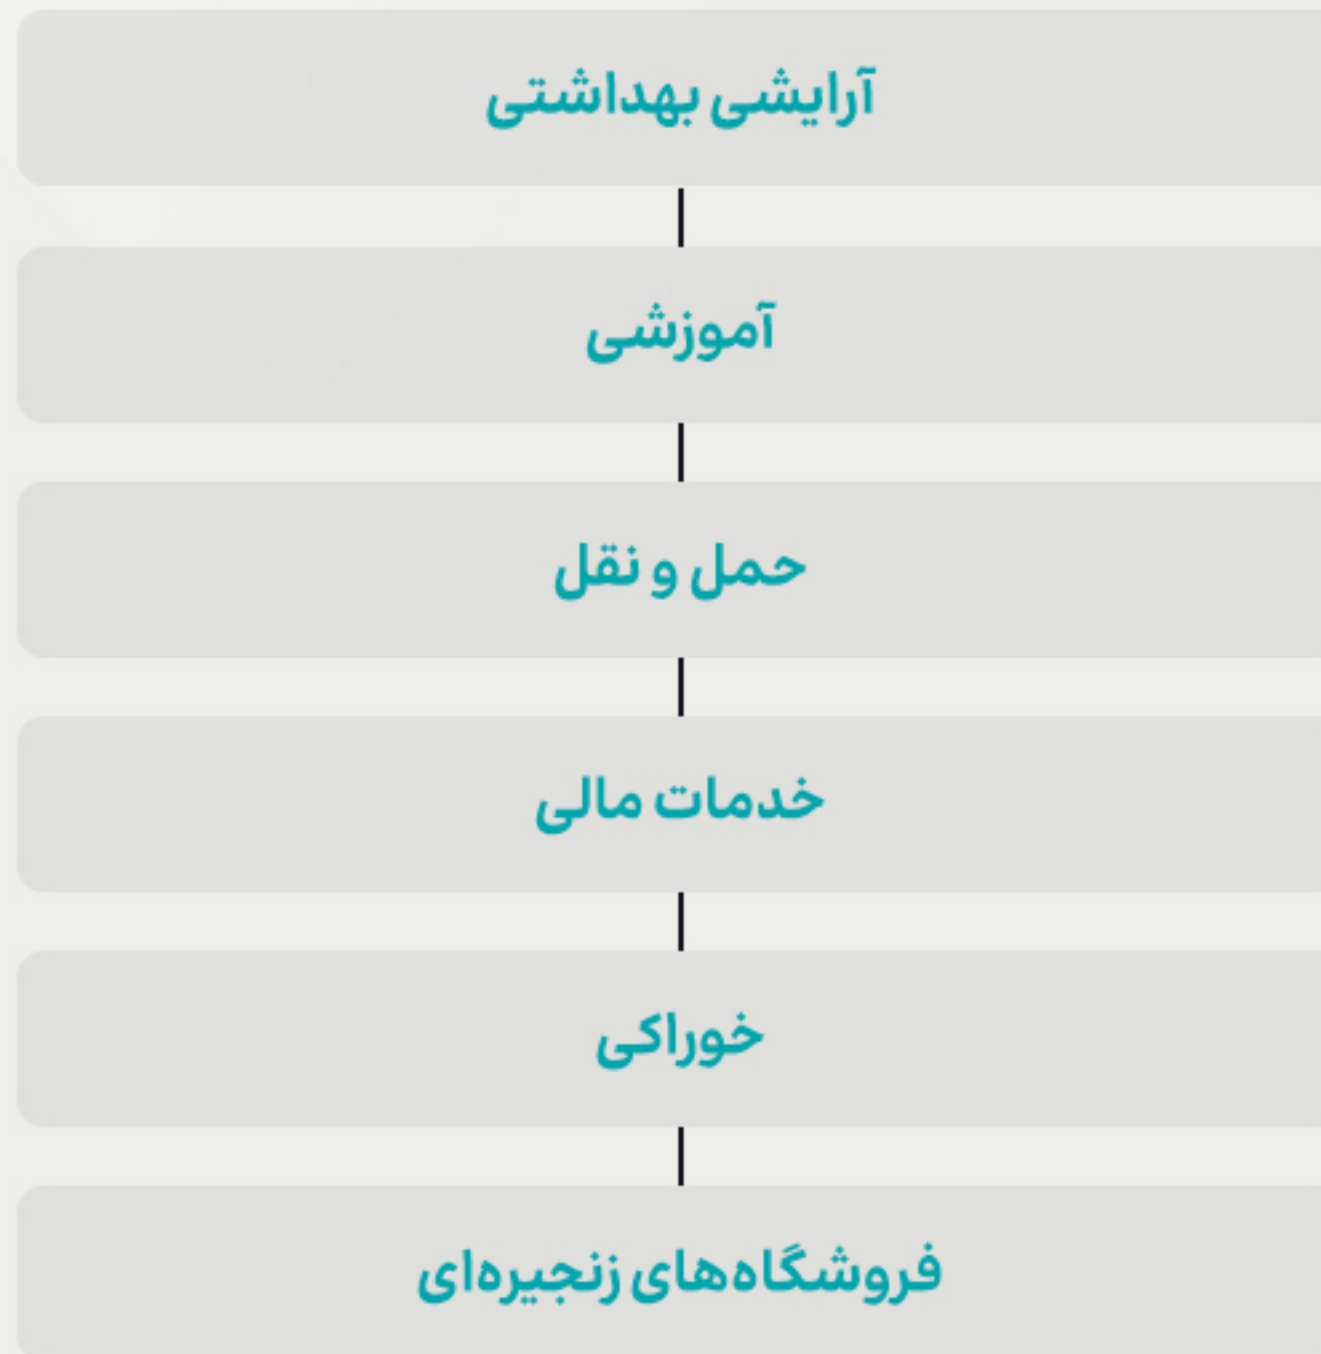 آرایشی بهداشتی
آموزشی
حمل و نقل
خدمات مالی
خوراکی
فروشگاه‌های زنجیره‌ای